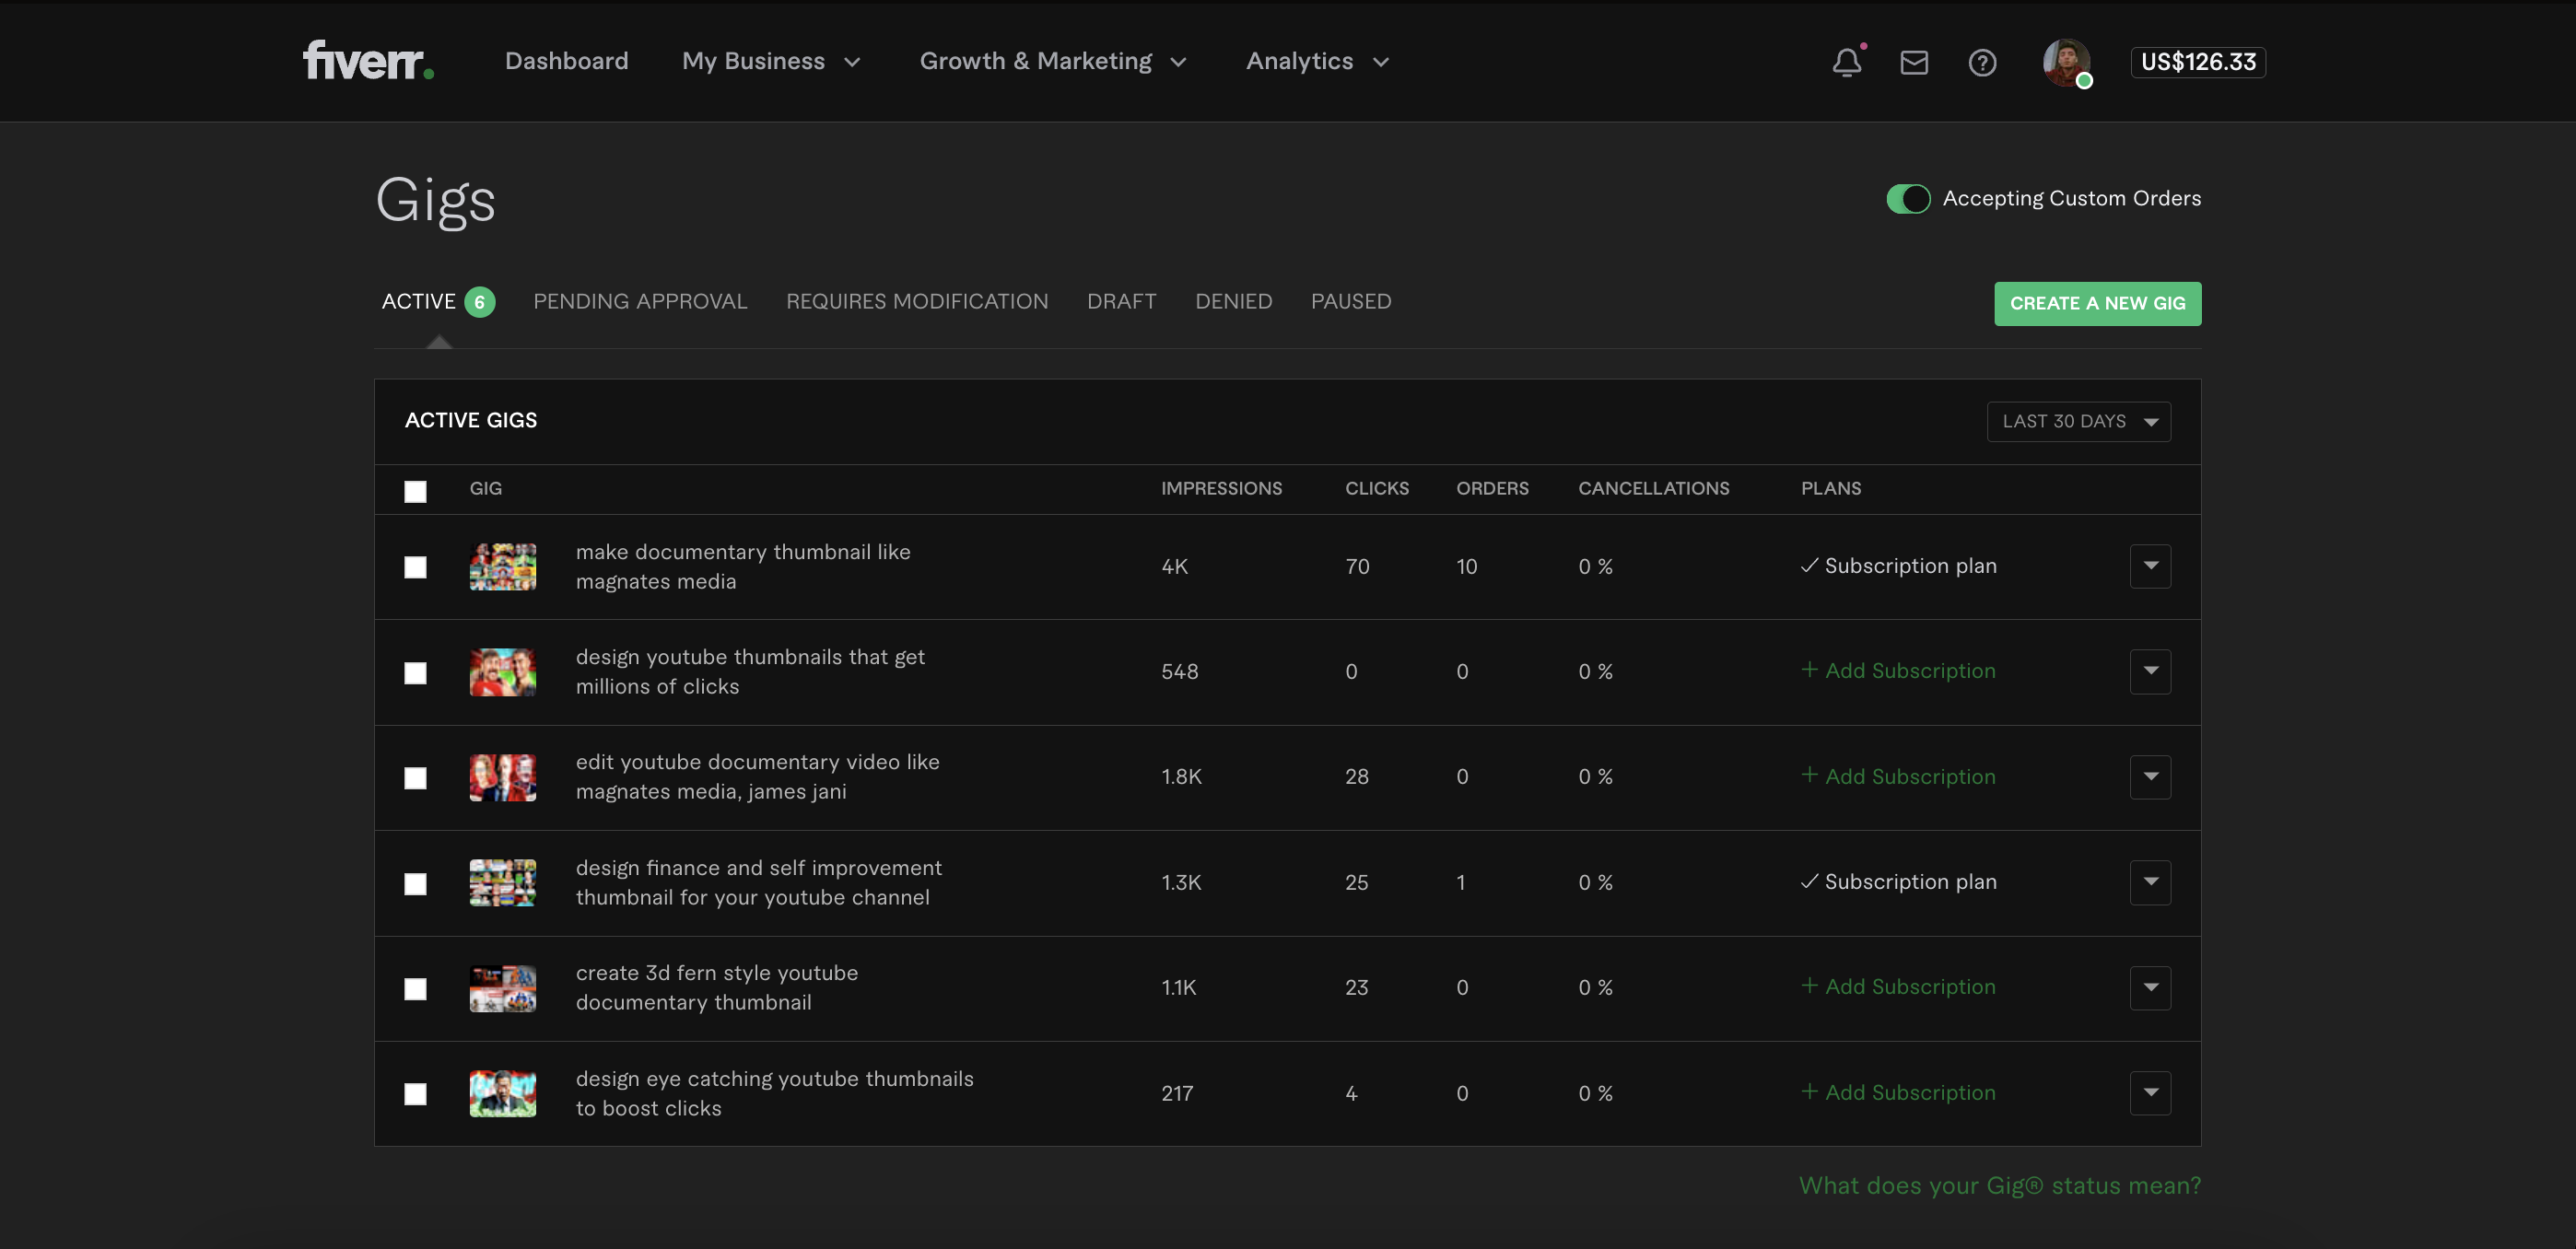 fiverr.
Dashboard
My Business
Growth & Marketing
Analytics
US$126.33
Gigs
Accepting Custom Orders
ACTIVE 6
PENDING APPROVAL
REQUIRES MODIFICATION
DRAFT
DENIED
PAUSED
CREATE A NEW GIG
ACTIVE GIGS
LAST 30 DAYS
GIG IMPRESSIONS CLICKS ORDERS CANCELLATIONS PLANS
make documentary thumbnail like
magnates media
4K 70 10 0 % Subscription plan
design youtube thumbnails that get
millions of clicks
548 0 0 0 % + Add Subscription
edit youtube documentary video like
magnates media, james jani
1.8K 28 0 0 % + Add Subscription
design finance and self improvement
thumbnail for your youtube channel
1.3K 25 1 0 % Subscription plan
create 3d fern style youtube
documentary thumbnail
1.1K 23 0 0 % + Add Subscription
design eye catching youtube thumbnails
to boost clicks
217 4 0 0 % + Add Subscription
What does your Gig® status mean?